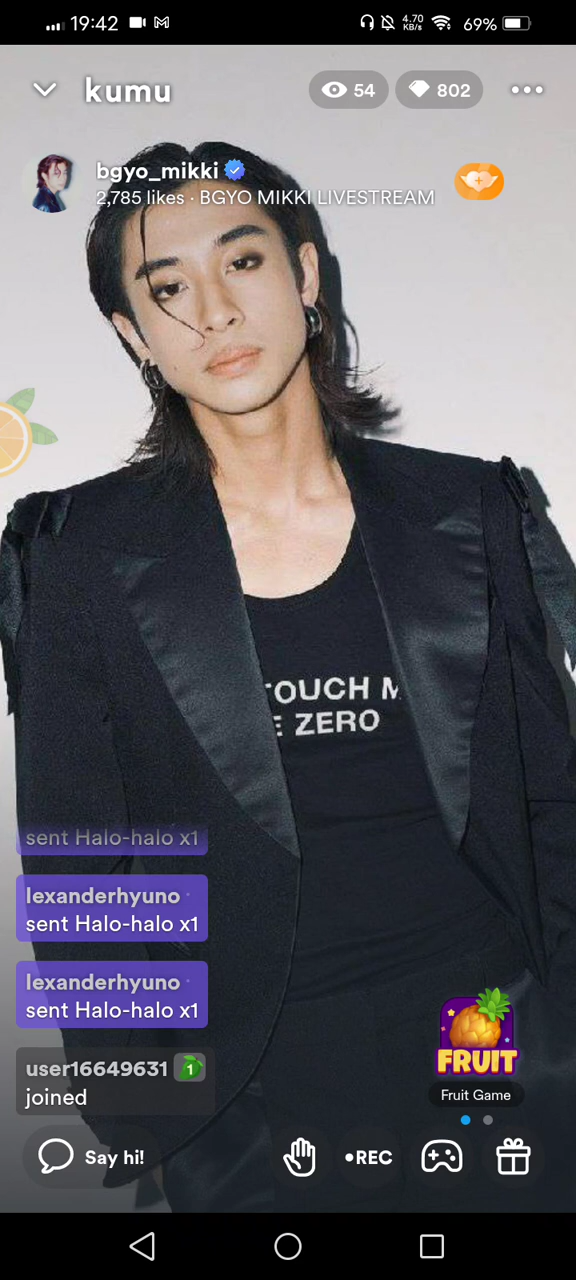 19:42
4.70
KB/s
69%
kumu
54
802
bgyo_mikki
2,785 likes · BGYO MIKKI LIVESTREAM
TOUCH M
E ZERO
sent Halo-halo x1
lexanderhyuno
sent Halo-halo x1
lexanderhyuno
sent Halo-halo x1
user16649631 1
joined
FRUIT
Fruit Game
Say hi!
•REC